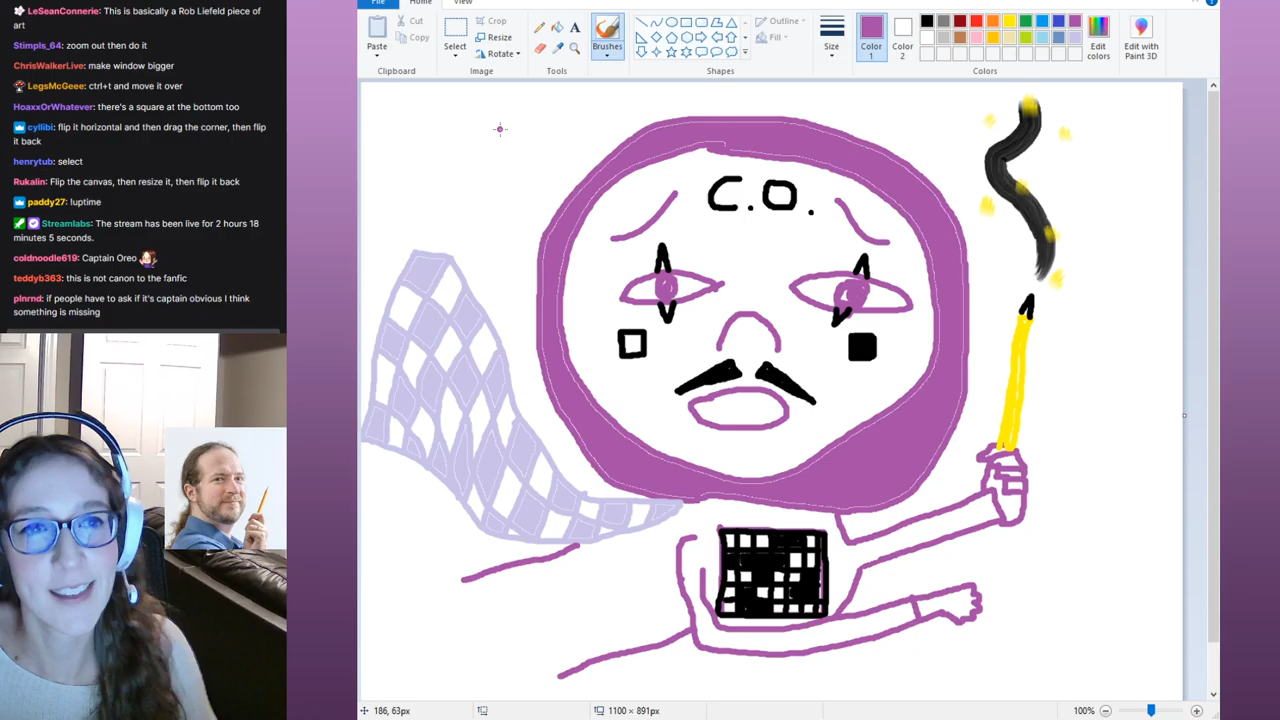 LeSeanConnerie: This is basically a Rob Liefeld piece of
art
Stimpls_64: zoom out then do it
ChrisWalkerLive: make window bigger
LegsMcGeee: ctrl+t and move it over
HoaxxOrWhatever: there's a square at the bottom too
cyllibi: flip it horizontal and then drag the corner, then flip
it back
henrytub: select
Rukalin: Flip the canvas, then resize it, then flip it back
paddy27: !uptime
Streamlabs: The stream has been live for 2 hours 18
minutes 5 seconds.
coldnoodle619: Captain Oreo
teddyb363: this is not canon to the fanfic
plnrnd: if people have to ask if it's captain obvious I think
something is missing
File Home View
Paste
Cut
Copy
Clipboard
Select
Crop
Resize
Rotate
Image
A
Tools
Brushes
Outline
Fill
Shapes
Size
Color
1
Color
2
Edit
colors
Colors
Edit with
Paint 3D
C.O.
186, 63px
1100 × 891px
100%